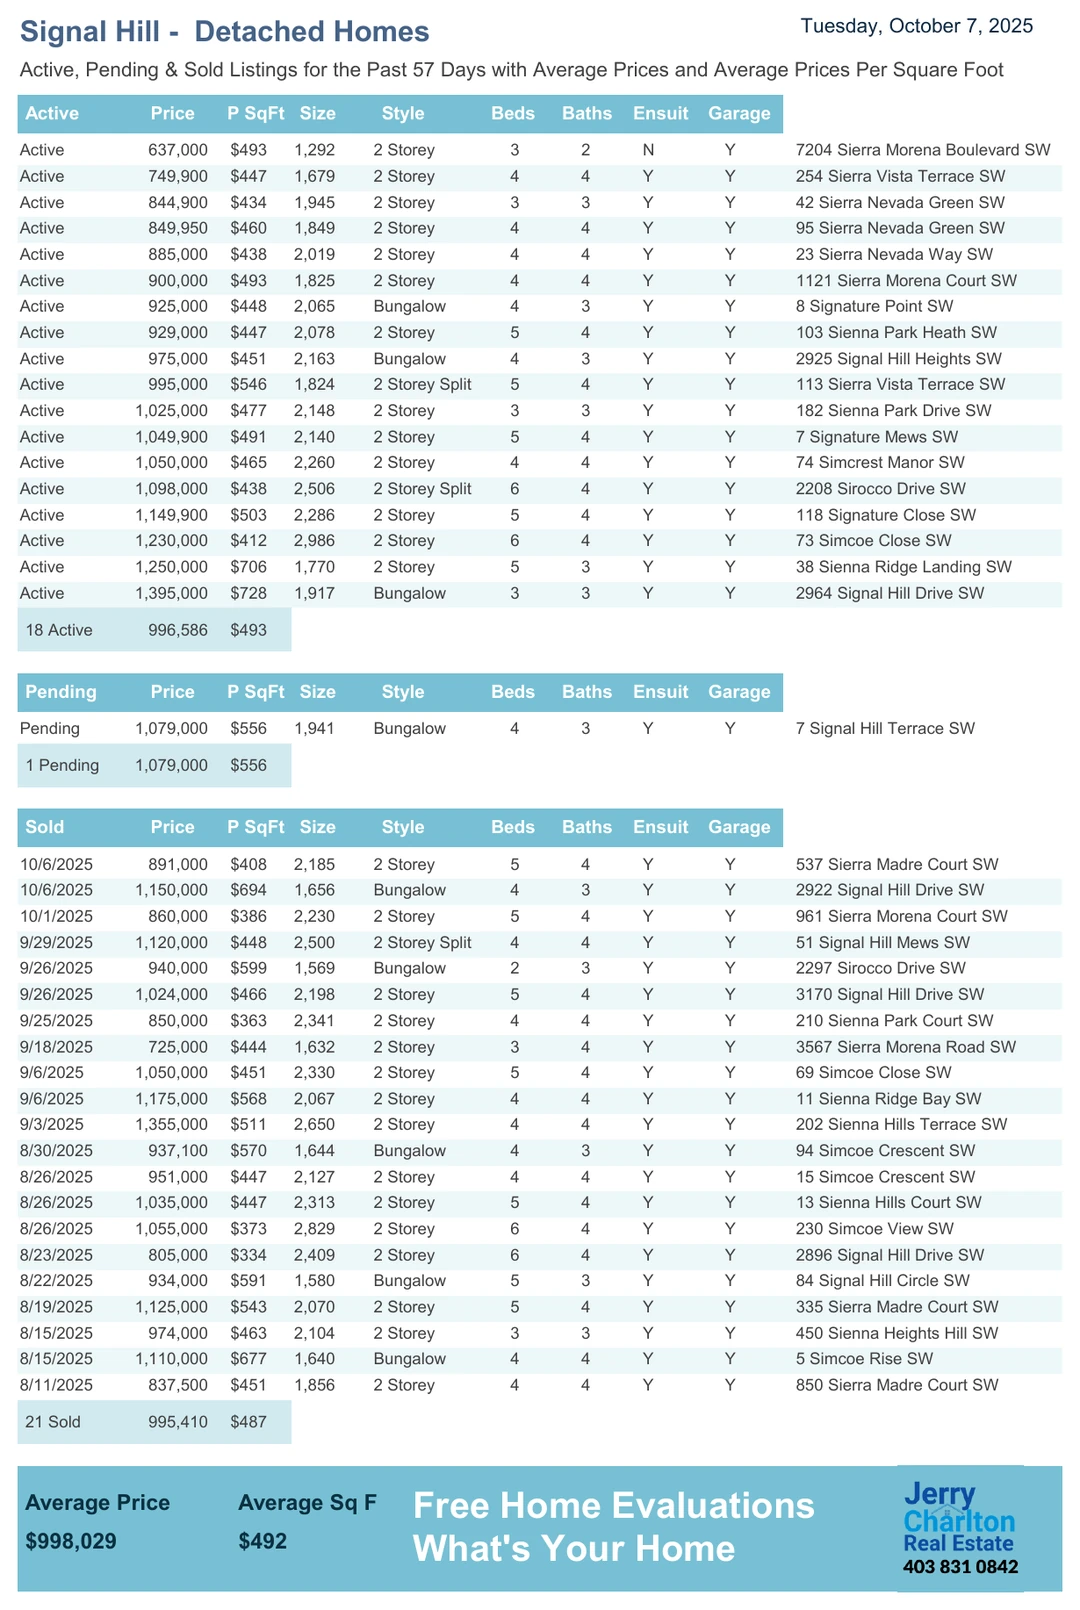 Signal Hill - Detached Homes
Tuesday, October 7, 2025
Active, Pending & Sold Listings for the Past 57 Days with Average Prices and Average Prices Per Square Foot
Active Price P SqFt Size Style Beds Baths Ensuit Garage
Active 637,000 $493 1,292 2 Storey 3 2 N Y 7204 Sierra Morena Boulevard SW
Active 749,900 $447 1,679 2 Storey 4 4 Y Y 254 Sierra Vista Terrace SW
Active 844,900 $434 1,945 2 Storey 3 3 Y Y 42 Sierra Nevada Green SW
Active 849,950 $460 1,849 2 Storey 4 4 Y Y 95 Sierra Nevada Green SW
Active 885,000 $438 2,019 2 Storey 4 4 Y Y 23 Sierra Nevada Way SW
Active 900,000 $493 1,825 2 Storey 4 4 Y Y 1121 Sierra Morena Court SW
Active 925,000 $448 2,065 Bungalow 4 3 Y Y 8 Signature Point SW
Active 929,000 $447 2,078 2 Storey 5 4 Y Y 103 Sienna Park Heath SW
Active 975,000 $451 2,163 Bungalow 4 3 Y Y 2925 Signal Hill Heights SW
Active 995,000 $546 1,824 2 Storey Split 5 4 Y Y 113 Sierra Vista Terrace SW
Active 1,025,000 $477 2,148 2 Storey 3 3 Y Y 182 Sienna Park Drive SW
Active 1,049,900 $491 2,140 2 Storey 5 4 Y Y 7 Signature Mews SW
Active 1,050,000 $465 2,260 2 Storey 4 4 Y Y 74 Simcrest Manor SW
Active 1,098,000 $438 2,506 2 Storey Split 6 4 Y Y 2208 Sirocco Drive SW
Active 1,149,900 $503 2,286 2 Storey 5 4 Y Y 118 Signature Close SW
Active 1,230,000 $412 2,986 2 Storey 6 4 Y Y 73 Simcoe Close SW
Active 1,250,000 $706 1,770 2 Storey 5 3 Y Y 38 Sienna Ridge Landing SW
Active 1,395,000 $728 1,917 Bungalow 3 3 Y Y 2964 Signal Hill Drive SW
18 Active 996,586 $493
Pending Price P SqFt Size Style Beds Baths Ensuit Garage
Pending 1,079,000 $556 1,941 Bungalow 4 3 Y Y 7 Signal Hill Terrace SW
1 Pending 1,079,000 $556
Sold Price P SqFt Size Style Beds Baths Ensuit Garage
10/6/2025 891,000 $408 2,185 2 Storey 5 4 Y Y 537 Sierra Madre Court SW
10/6/2025 1,150,000 $694 1,656 Bungalow 4 3 Y Y 2922 Signal Hill Drive SW
10/1/2025 860,000 $386 2,230 2 Storey 5 4 Y Y 961 Sierra Morena Court SW
9/29/2025 1,120,000 $448 2,500 2 Storey Split 4 4 Y Y 51 Signal Hill Mews SW
9/26/2025 940,000 $599 1,569 Bungalow 2 3 Y Y 2297 Sirocco Drive SW
9/26/2025 1,024,000 $466 2,198 2 Storey 5 4 Y Y 3170 Signal Hill Drive SW
9/25/2025 850,000 $363 2,341 2 Storey 4 4 Y Y 210 Sienna Park Court SW
9/18/2025 725,000 $444 1,632 2 Storey 3 4 Y Y 3567 Sierra Morena Road SW
9/6/2025 1,050,000 $451 2,330 2 Storey 5 4 Y Y 69 Simcoe Close SW
9/6/2025 1,175,000 $568 2,067 2 Storey 4 4 Y Y 11 Sienna Ridge Bay SW
9/3/2025 1,355,000 $511 2,650 2 Storey 4 4 Y Y 202 Sienna Hills Terrace SW
8/30/2025 937,100 $570 1,644 Bungalow 4 3 Y Y 94 Simcoe Crescent SW
8/26/2025 951,000 $447 2,127 2 Storey 4 4 Y Y 15 Simcoe Crescent SW
8/26/2025 1,035,000 $447 2,313 2 Storey 5 4 Y Y 13 Sienna Hills Court SW
8/26/2025 1,055,000 $373 2,829 2 Storey 6 4 Y Y 230 Simcoe View SW
8/23/2025 805,000 $334 2,409 2 Storey 6 4 Y Y 2896 Signal Hill Drive SW
8/22/2025 934,000 $591 1,580 Bungalow 5 3 Y Y 84 Signal Hill Circle SW
8/19/2025 1,125,000 $543 2,070 2 Storey 5 4 Y Y 335 Sierra Madre Court SW
8/15/2025 974,000 $463 2,104 2 Storey 3 3 Y Y 450 Sienna Heights Hill SW
8/15/2025 1,110,000 $677 1,640 Bungalow 4 4 Y Y 5 Simcoe Rise SW
8/11/2025 837,500 $451 1,856 2 Storey 4 4 Y Y 850 Sierra Madre Court SW
21 Sold 995,410 $487
Average Price Average Sq F
$998,029 $492
Free Home Evaluations
What's Your Home
Jerry
Charlton
Real Estate
403 831 0842